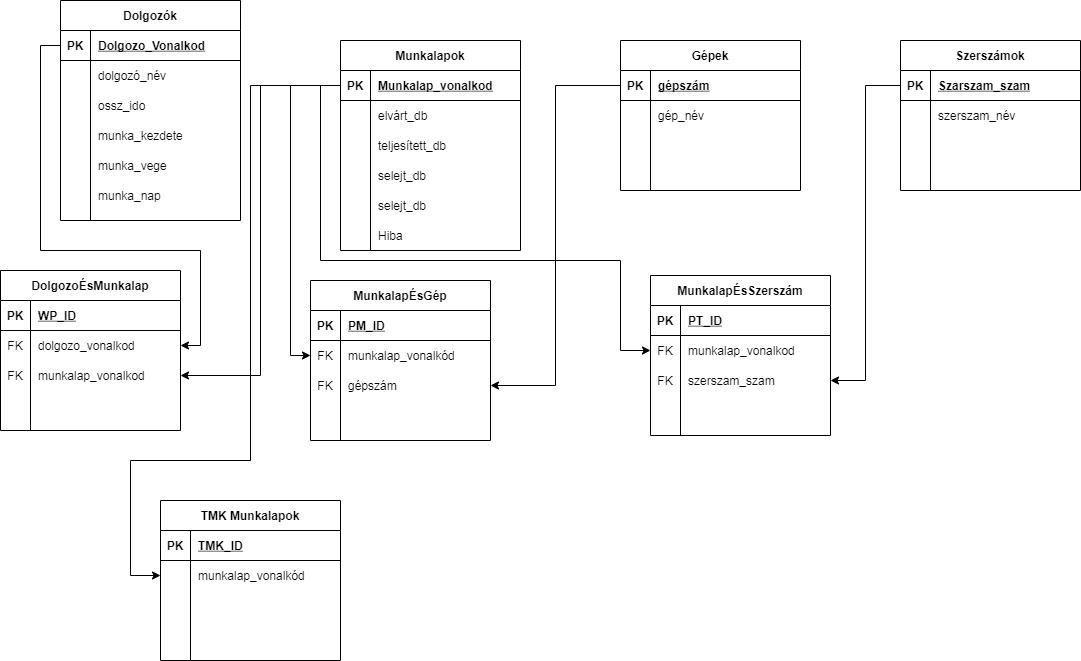 Dolgozók
PK Dolgozo_Vonalkod
dolgozó_név
ossz_ido
munka_kezdete
munka_vege
munka_nap
Munkalapok
PK Munkalap_vonalkod
elvárt_db
teljesített_db
selejt_db
selejt_db
Hiba
Gépek
PK gépszám
gép_név
Szerszámok
PK Szarszam_szam
szerszam_név
DolgozoÉsMunkalap
PK WP_ID
FK dolgozo_vonalkod
FK munkalap_vonalkod
MunkalapÉsGép
PK PM_ID
FK munkalap_vonalkód
FK gépszám
MunkalapÉsSzerszám
PK PT_ID
FK munkalap_vonalkod
FK szerszam_szam
TMK Munkalapok
PK TMK_ID
munkalap_vonalkód